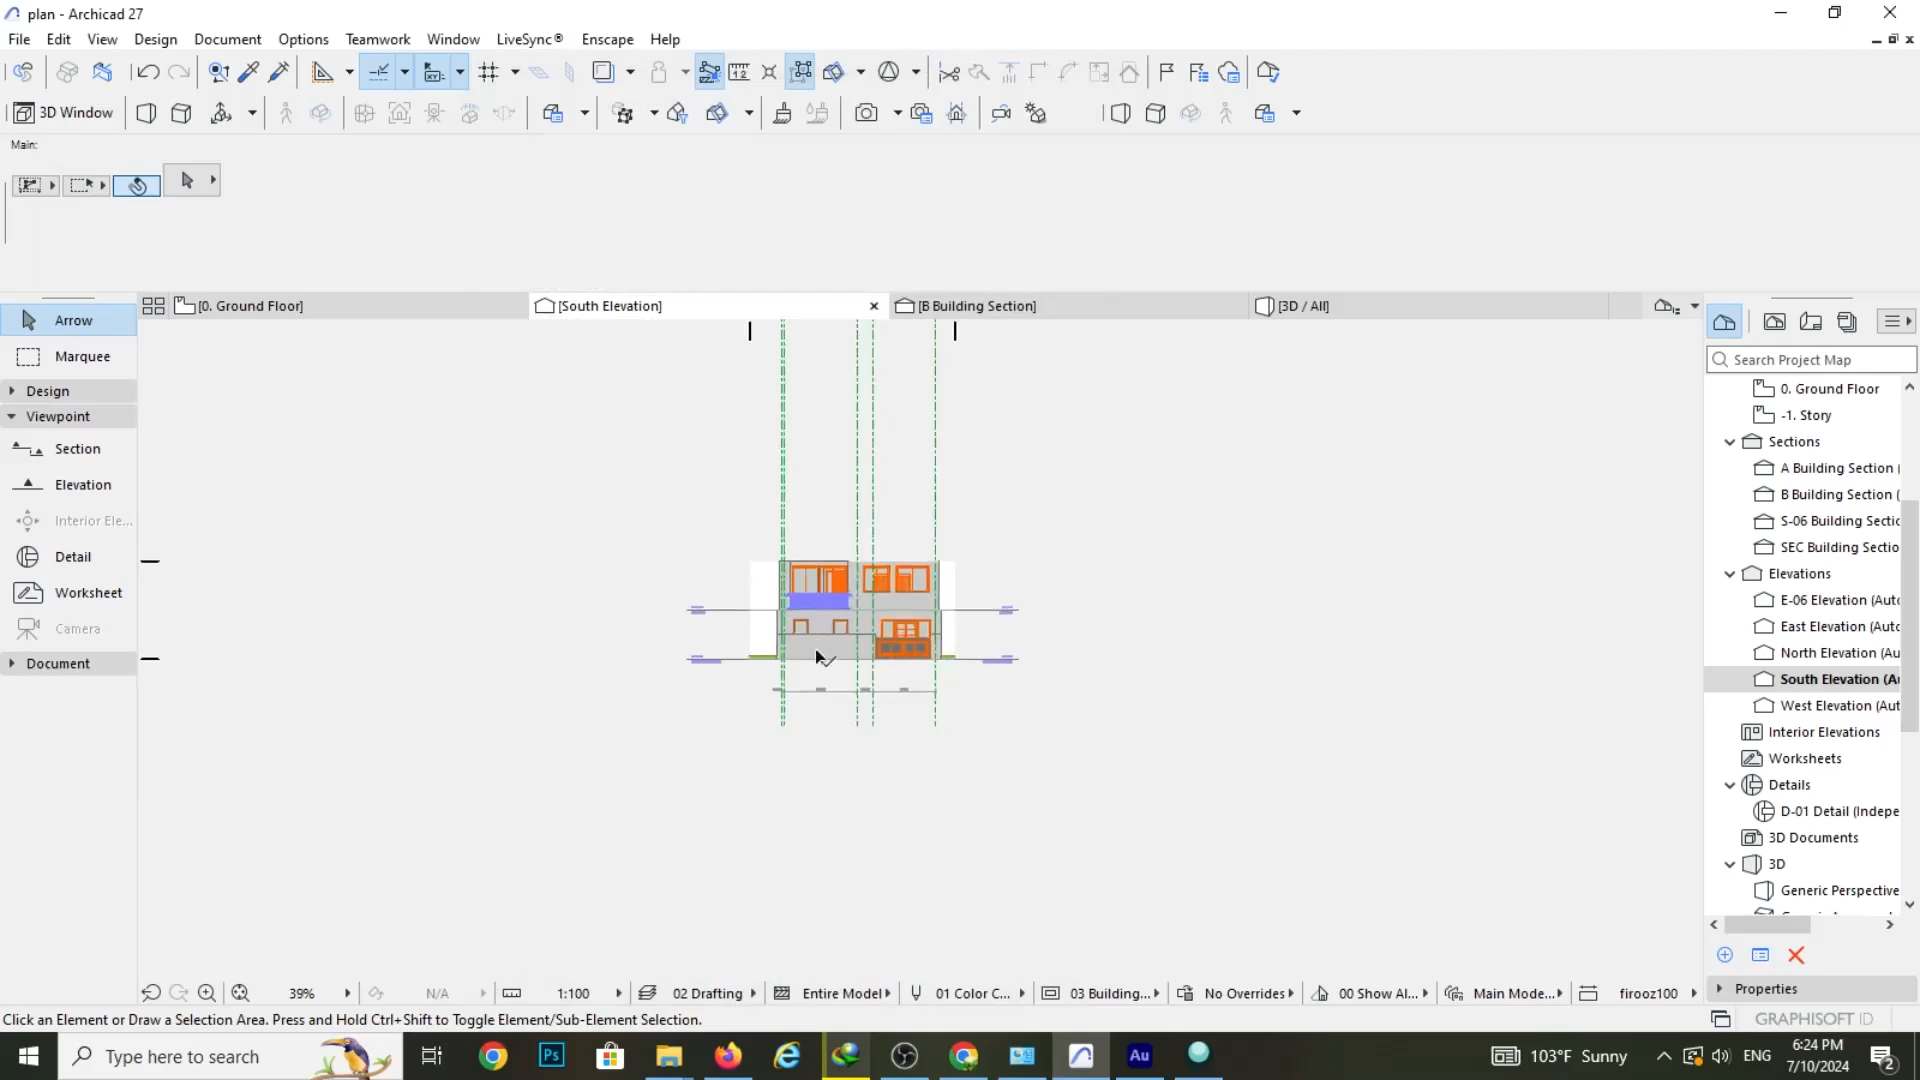 plan - Archicad 27
File Edit View Design Document Options Teamwork Window LiveSync® Enscape Help
3D Window
Main:
[0. Ground Floor]
[South Elevation]
[B Building Section]
[3D / All]
Arrow
Marquee
Design
Viewpoint
Section
Elevation
Interior Ele...
Detail
Worksheet
Camera
Document
Search Project Map
0. Ground Floor
-1. Story
Sections
A Building Section (
B Building Section (
S-06 Building Sectio
SEC Building Sectio
Elevations
E-06 Elevation (Auto
East Elevation (Auto
North Elevation (Au
South Elevation (Au
West Elevation (Aut
Interior Elevations
Worksheets
Details
D-01 Detail (Indepe
3D Documents
3D
Generic Perspective
Properties
39% N/A 1:100 02 Drafting Entire Model 01 Color C... 03 Building... No Overrides 00 Show Al... Main Mode... firooz100
Click an Element or Draw a Selection Area. Press and Hold Ctrl+Shift to Toggle Element/Sub-Element Selection.
GRAPHISOFT ID
Type here to search
103°F Sunny
ENG
6:24 PM
7/10/2024
2